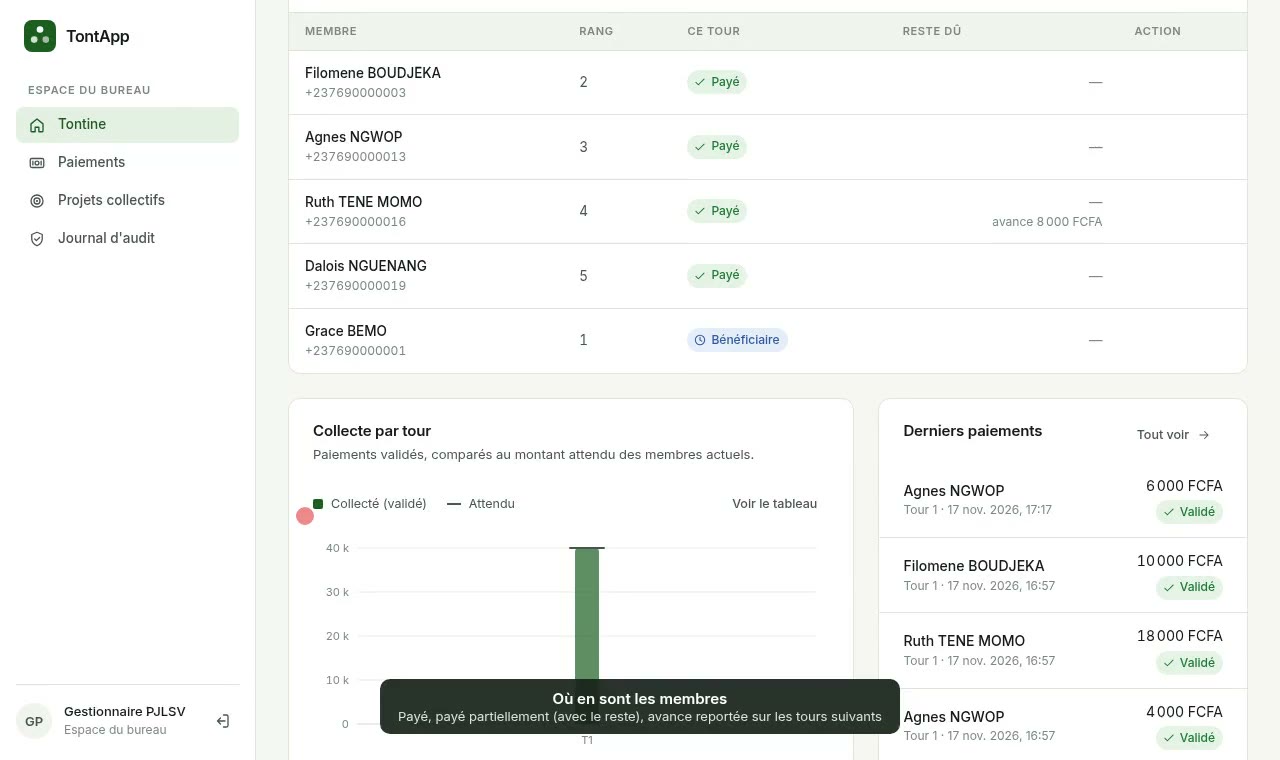 TontApp
ESPACE DU BUREAU
Tontine
Paiements
Projets collectifs
Journal d'audit
GP
Gestionnaire PJLSV
Espace du bureau
MEMBRE RANG CE TOUR RESTE DÛ ACTION
Filomene BOUDJEKA
+237690000003
2
Payé
—
Agnes NGWOP
+237690000013
3
Payé
—
Ruth TENE MOMO
+237690000016
4
Payé
—
avance 8 000 FCFA
Dalois NGUENANG
+237690000019
5
Payé
—
Grace BEMO
+237690000001
1
Bénéficiaire
—
Collecte par tour
Paiements validés, comparés au montant attendu des membres actuels.
Collecté (validé) Attendu Voir le tableau
40 k
30 k
20 k
10 k
0
T1
Derniers paiements
Tout voir →
Agnes NGWOP
Tour 1 · 17 nov. 2026, 17:17
6 000 FCFA
Validé
Filomene BOUDJEKA
Tour 1 · 17 nov. 2026, 16:57
10 000 FCFA
Validé
Ruth TENE MOMO
Tour 1 · 17 nov. 2026, 16:57
18 000 FCFA
Validé
Agnes NGWOP
Tour 1 · 17 nov. 2026, 16:57
4 000 FCFA
Validé
Où en sont les membres
Payé, payé partiellement (avec le reste), avance reportée sur les tours suivants